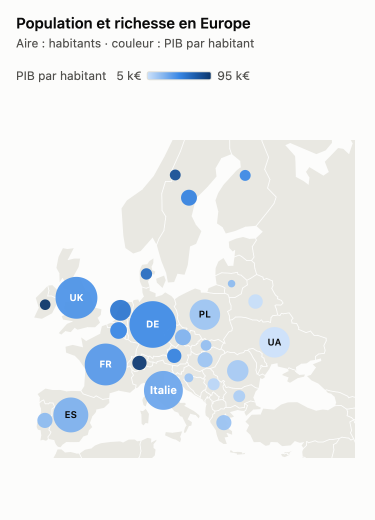 Population et richesse en Europe
Aire : habitants · couleur : PIB par habitant
PIB par habitant 5 k€ 95 k€
UK
PL
DE
UA
FR
Italie
ES